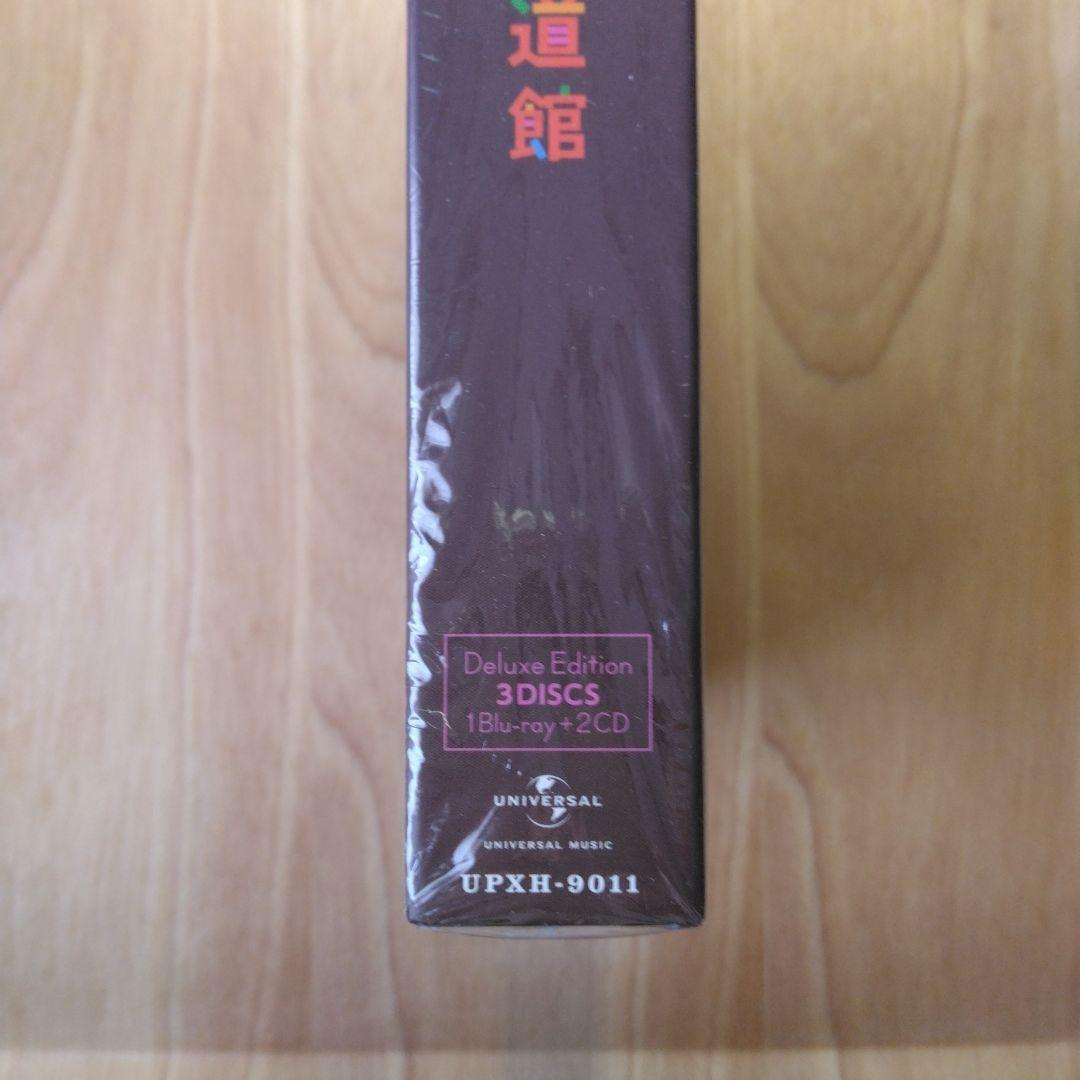 道館
Deluxe Edition
3DISCS
1Blu-ray+2CD
UNIVERSAL
UNIVERSAL MUSIC
UPXH-9011